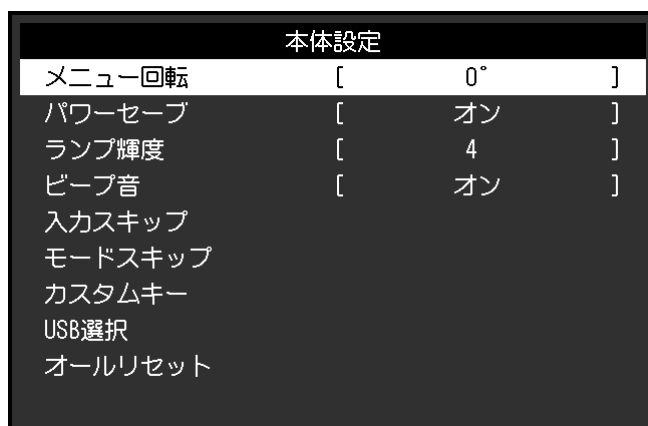 本体設定
メニュー回転 [ 0° ]
パワーセーブ [ オン ]
ランプ輝度 [ 4 ]
ビープ音 [ オン ]
入力スキップ
モードスキップ
カスタムキー
USB選択
オールリセット